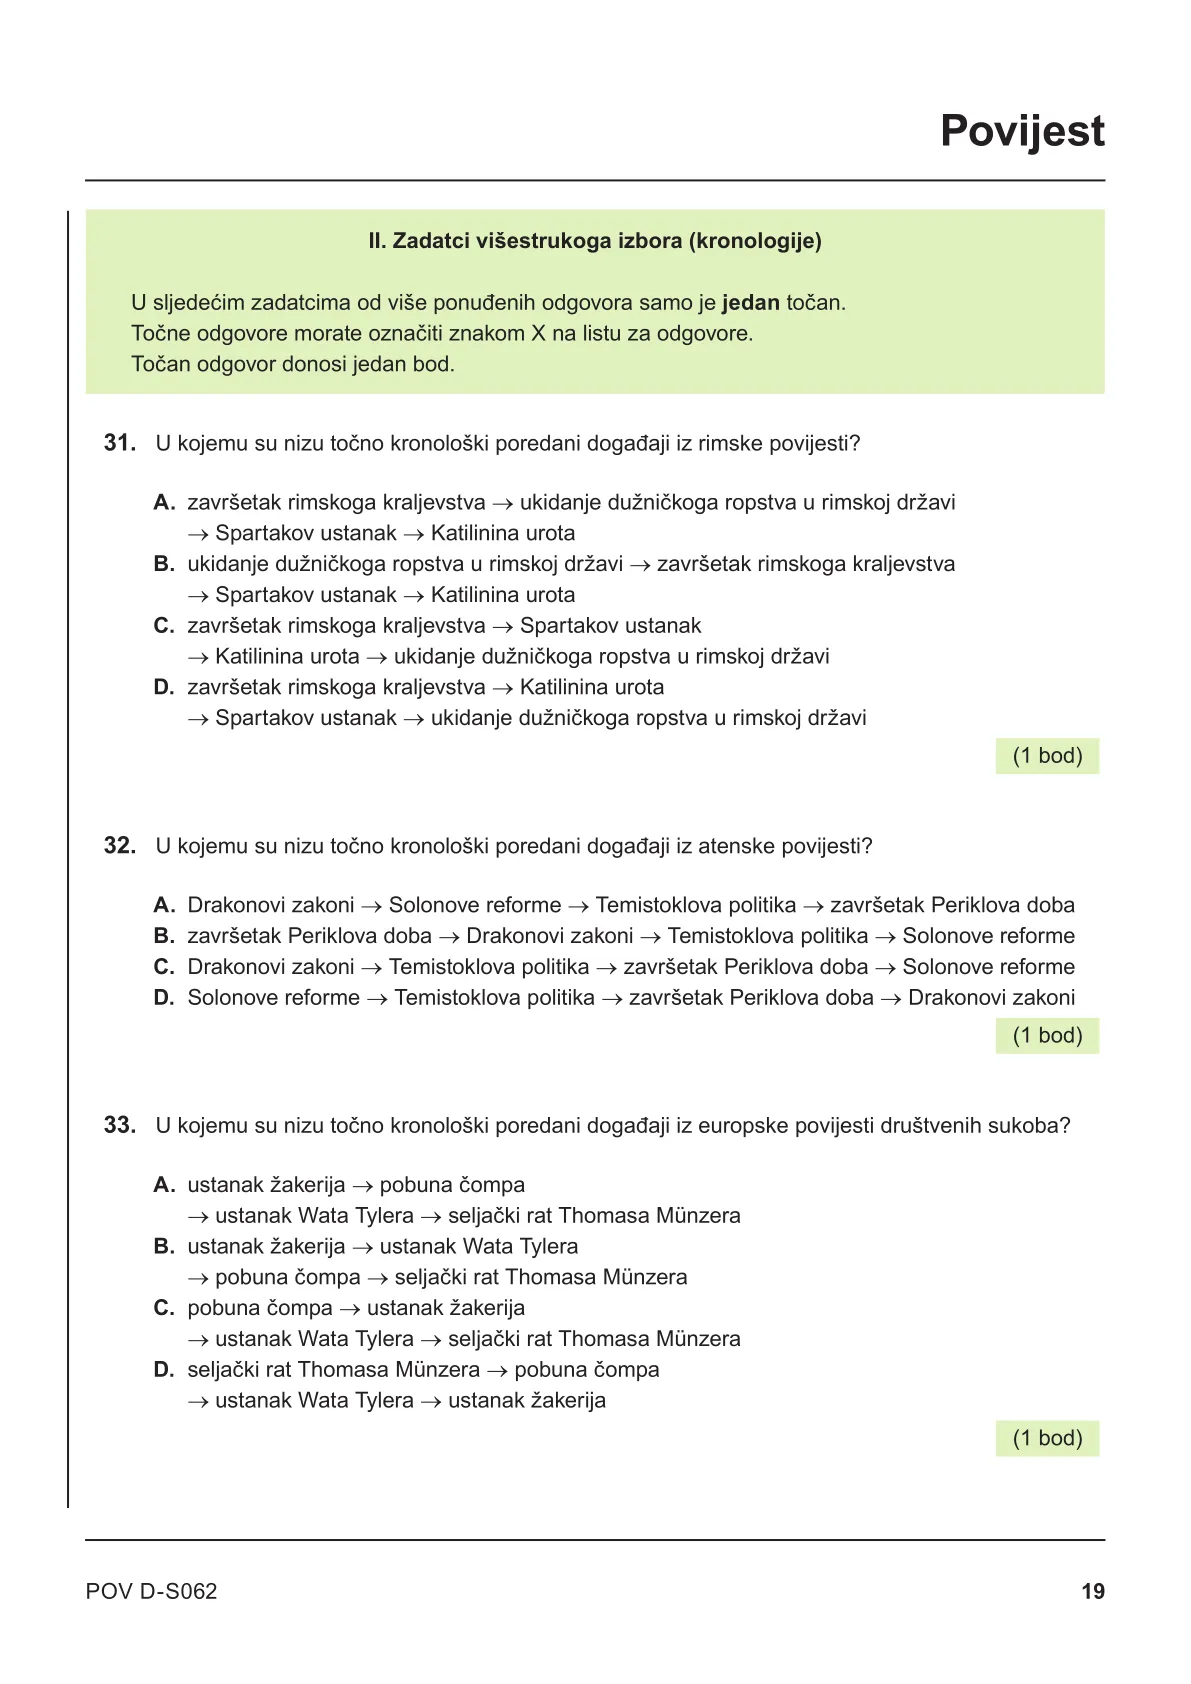 Povijest
II. Zadatci višestrukoga izbora (kronologije)
U sljedećim zadatcima od više ponuđenih odgovora samo je jedan točan.
Točne odgovore morate označiti znakom X na listu za odgovore.
Točan odgovor donosi jedan bod.
31. U kojemu su nizu točno kronološki poredani događaji iz rimske povijesti?
A. završetak rimskoga kraljevstva → ukidanje dužničkoga ropstva u rimskoj državi
→ Spartakov ustanak → Katilinina urota
B. ukidanje dužničkoga ropstva u rimskoj državi → završetak rimskoga kraljevstva
→ Spartakov ustanak → Katilinina urota
C. završetak rimskoga kraljevstva → Spartakov ustanak
→ Katilinina urota → ukidanje dužničkoga ropstva u rimskoj državi
D. završetak rimskoga kraljevstva → Katilinina urota
→ Spartakov ustanak → ukidanje dužničkoga ropstva u rimskoj državi
(1 bod)
32. U kojemu su nizu točno kronološki poredani događaji iz atenske povijesti?
A. Drakonovi zakoni → Solonove reforme → Temistoklova politika → završetak Periklova doba
B. završetak Periklova doba → Drakonovi zakoni → Temistoklova politika → Solonove reforme
C. Drakonovi zakoni → Temistoklova politika → završetak Periklova doba → Solonove reforme
D. Solonove reforme → Temistoklova politika → završetak Periklova doba → Drakonovi zakoni
(1 bod)
33. U kojemu su nizu točno kronološki poredani događaji iz europske povijesti društvenih sukoba?
A. ustanak žakerija → pobuna čompa
→ ustanak Wata Tylera → seljački rat Thomasa Münzera
B. ustanak žakerija → ustanak Wata Tylera
→ pobuna čompa → seljački rat Thomasa Münzera
C. pobuna čompa → ustanak žakerija
→ ustanak Wata Tylera → seljački rat Thomasa Münzera
D. seljački rat Thomasa Münzera → pobuna čompa
→ ustanak Wata Tylera → ustanak žakerija
(1 bod)
POV D-S062
19